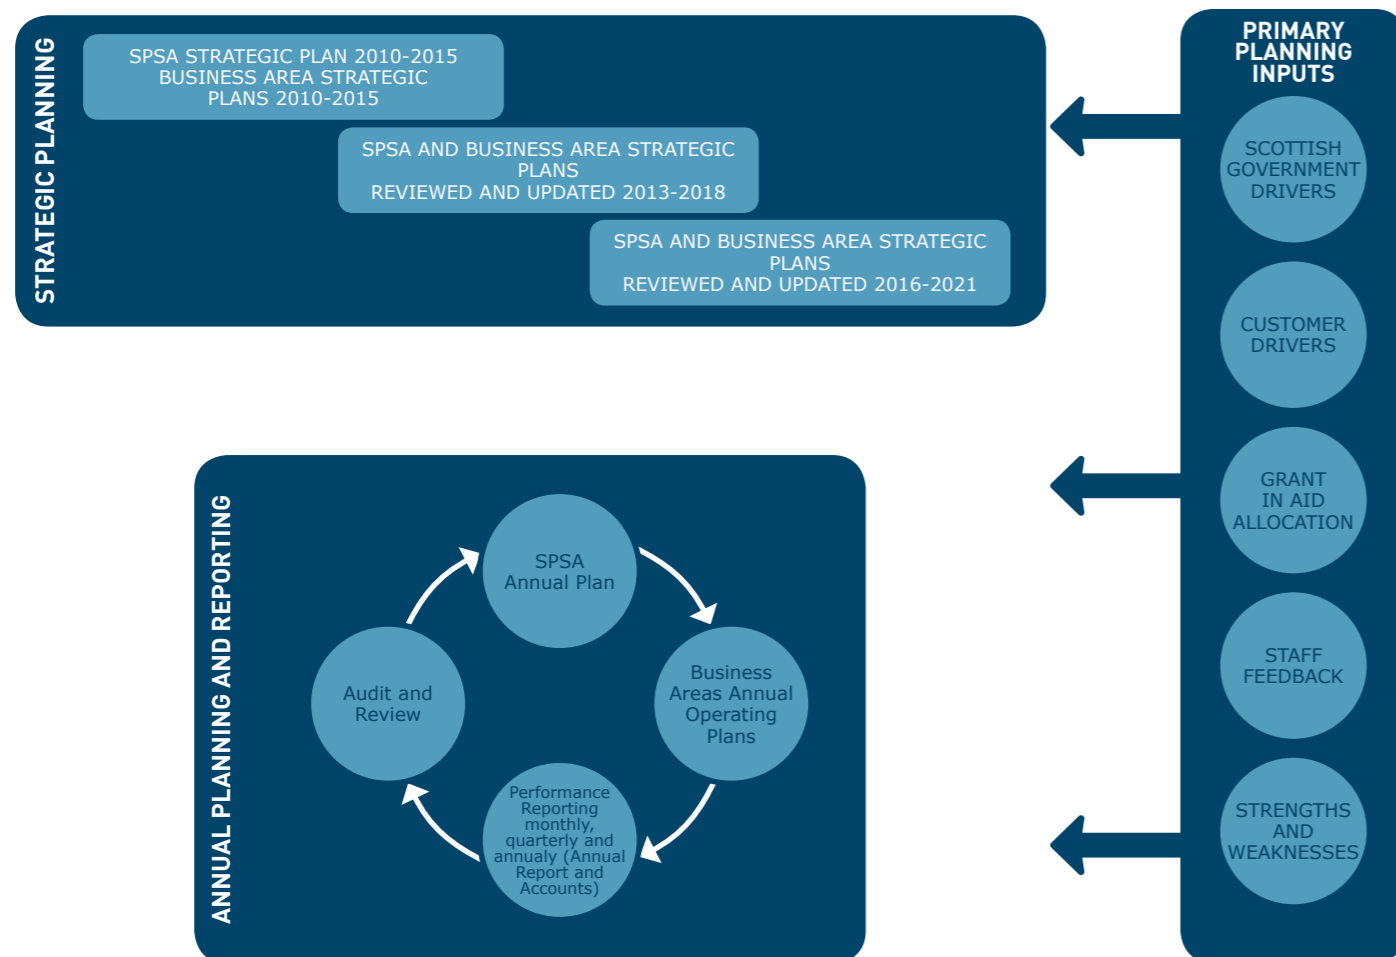 STRATEGIC PLANNING
SPSA STRATEGIC PLAN 2010-2015
BUSINESS AREA STRATEGIC
PLANS 2010-2015
SPSA AND BUSINESS AREA STRATEGIC
PLANS
REVIEWED AND UPDATED 2013-2018
SPSA AND BUSINESS AREA STRATEGIC
PLANS
REVIEWED AND UPDATED 2016-2021
PRIMARY
PLANNING
INPUTS
SCOTTISH
GOVERNMENT
DRIVERS
CUSTOMER
DRIVERS
GRANT
IN AID
ALLOCATION
STAFF
FEEDBACK
STRENGTHS
AND
WEAKNESSES
ANNUAL PLANNING AND REPORTING
SPSA
Annual Plan
Business
Areas Annual
Operating
Plans
Performance
Reporting
monthly,
quarterly and
annualy (Annual
Report and
Accounts)
Audit and
Review